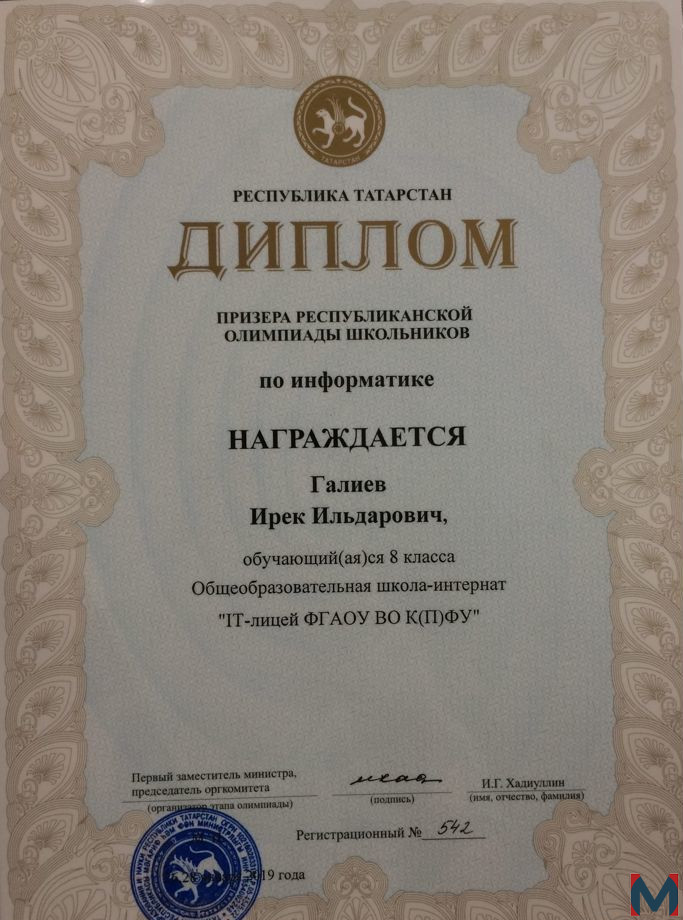 ТАТАРСТАН
РЕСПУБЛИКА ТАТАРСТАН
ДИПЛОМ
ПРИЗЕРА РЕСПУБЛИКАНСКОЙ
ОЛИМПИАДЫ ШКОЛЬНИКОВ
по информатике
НАГРАЖДАЕТСЯ
Галиев
Ирек Ильдарович,
обучающий(ая)ся 8 класса
Общеобразовательная школа-интернат
"IT-лицей ФГАОУ ВО К(П)ФУ"
Первый заместитель министра,
председатель оргкомитета
(организатор этапа олимпиады)
(подпись)
И.Г. Хадиуллин
(имя, отчество, фамилия)
Регистрационный № 542
28 2019 года
М